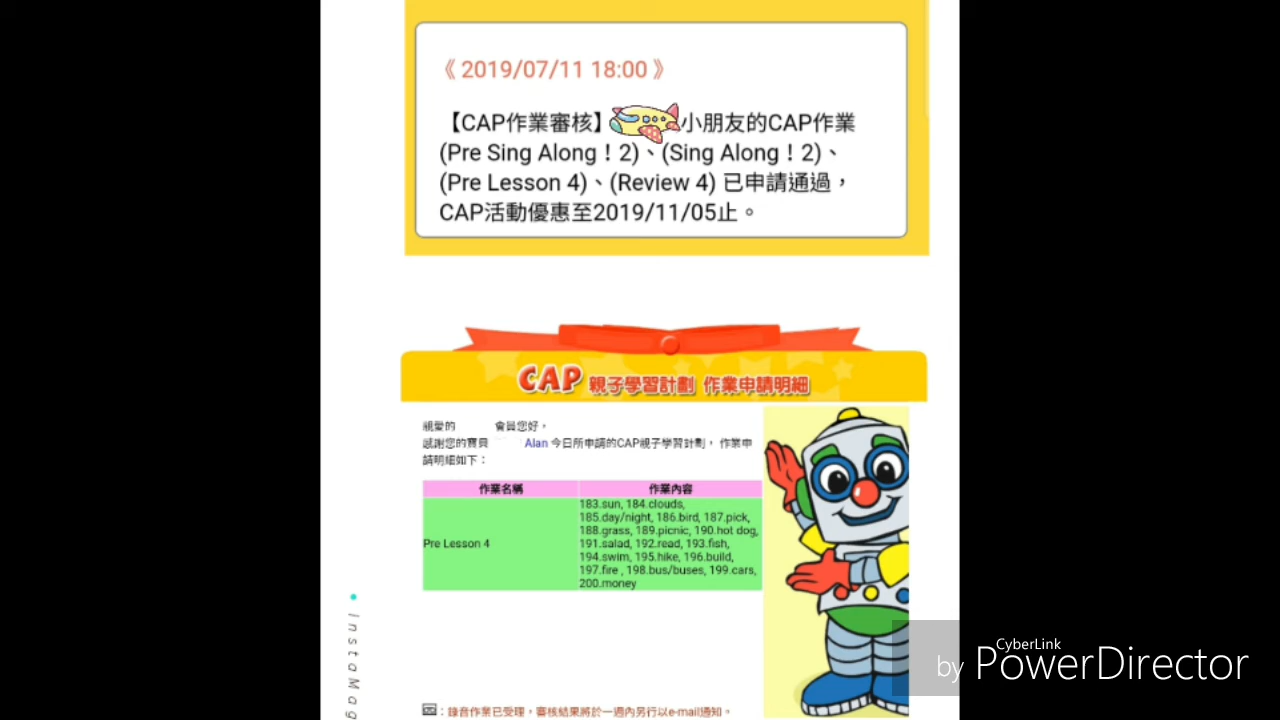 《 2019/07/11 18:00 》
【CAP作業審核】 小朋友的CAP作業
(Pre Sing Along！2)、(Sing Along！2)、
(Pre Lesson 4)、(Review 4) 已申請通過，
CAP活動優惠至2019/11/05止。
CAP 親子學習計劃 作業申請明細
親愛的 會員您好，
感謝您的寶貝 Alan 今日所申請的CAP親子學習計劃， 作業申
請明細如下：
作業名稱 作業內容
183.sun, 184.clouds,
185.day/night, 186.bird, 187.pick,
188.grass, 189.picnic, 190.hot dog,
Pre Lesson 4 191.salad, 192.read, 193.fish,
194.swim, 195.hike, 196.build,
197.fire , 198.bus/buses, 199.cars,
200.money
：錄音作業已受理，審核結果將於一週內另行以e-mail通知。
InstaMag
CyberLink
by PowerDirector